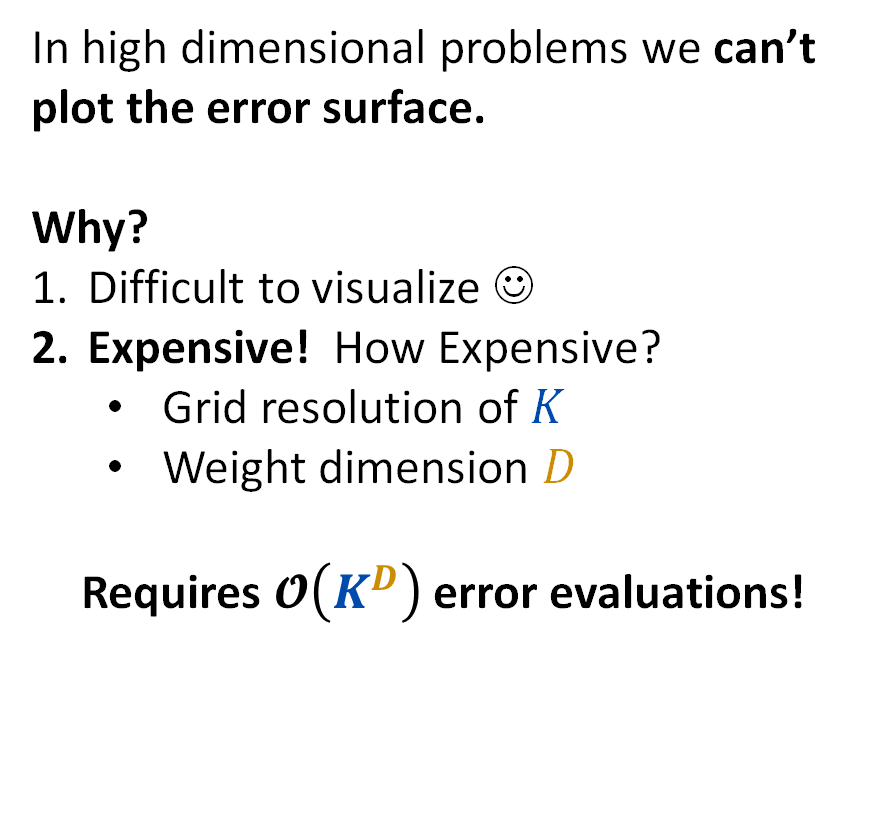 In high dimensional problems we can’t
plot the error surface.
Why?
1. Difficult to visualize ☺
2. Expensive! How Expensive?
• Grid resolution of K
• Weight dimension D
Requires 𝒪(K^D) error evaluations!